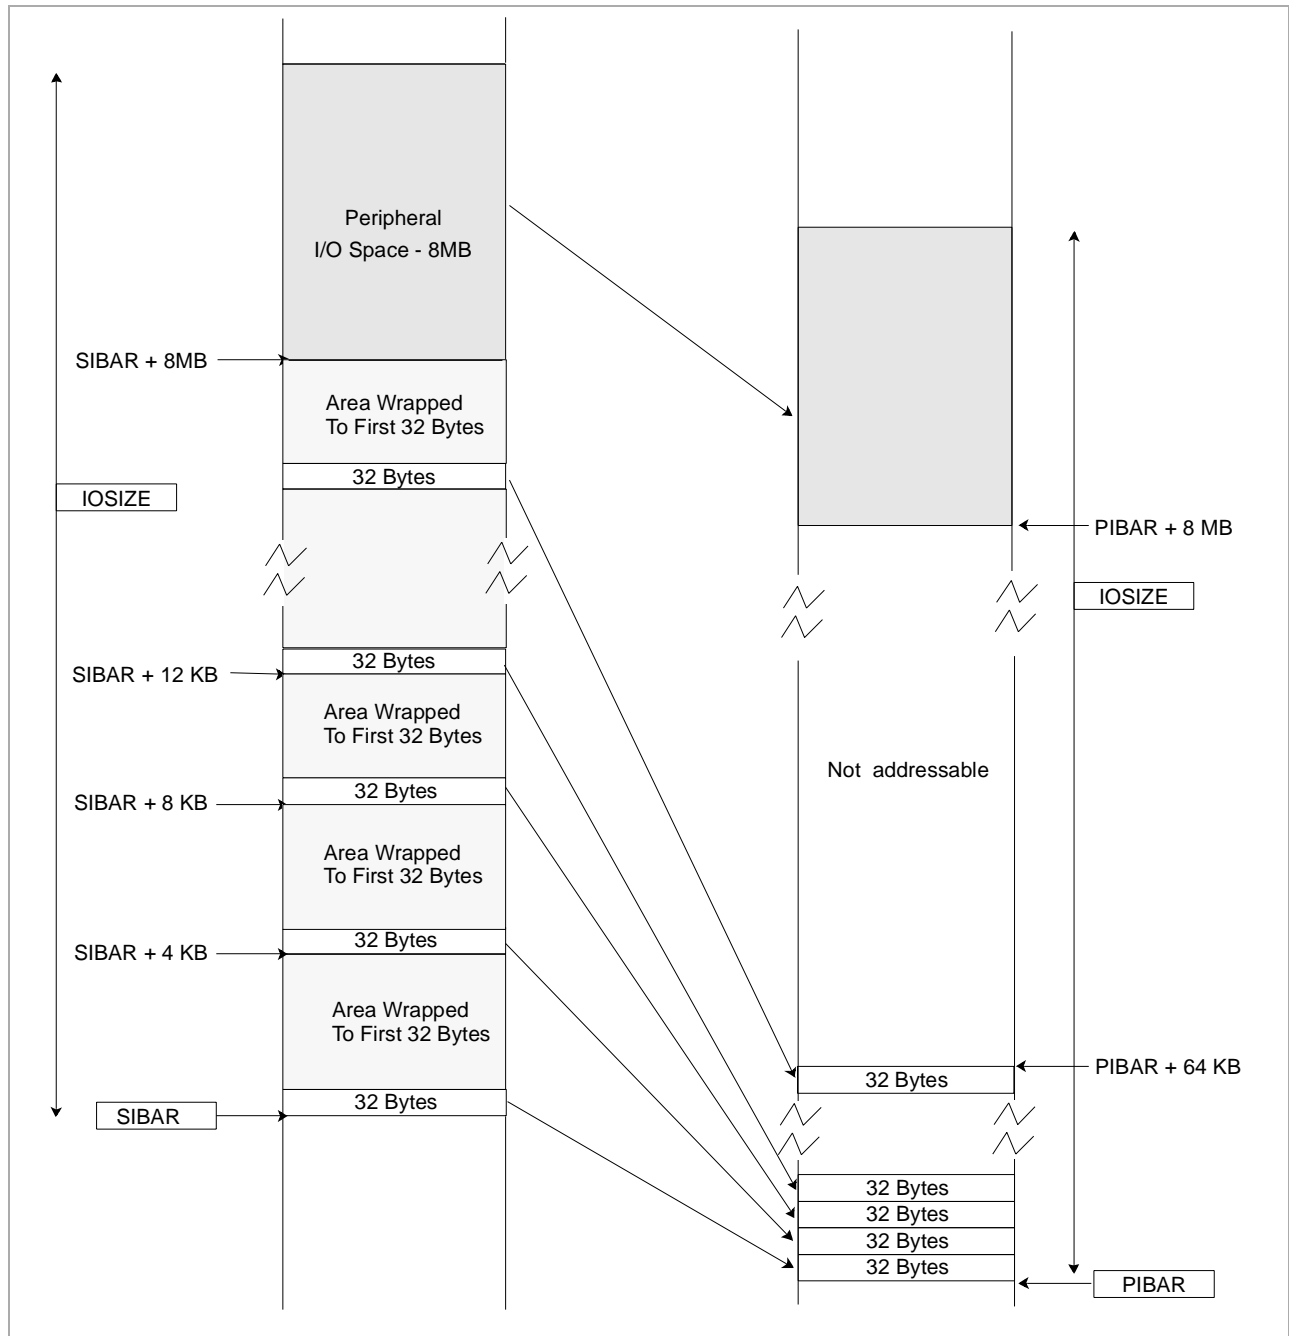 Peripheral
I/O Space - 8MB
SIBAR + 8MB
Area Wrapped
To First 32 Bytes
32 Bytes
IOSIZE
PIBAR + 8 MB
IOSIZE
32 Bytes
SIBAR + 12 KB
Area Wrapped
To First 32 Bytes
Not addressable
32 Bytes
SIBAR + 8 KB
Area Wrapped
To First 32 Bytes
32 Bytes
SIBAR + 4 KB
Area Wrapped
To First 32 Bytes
PIBAR + 64 KB
32 Bytes
32 Bytes
SIBAR
32 Bytes
32 Bytes
32 Bytes
32 Bytes
PIBAR